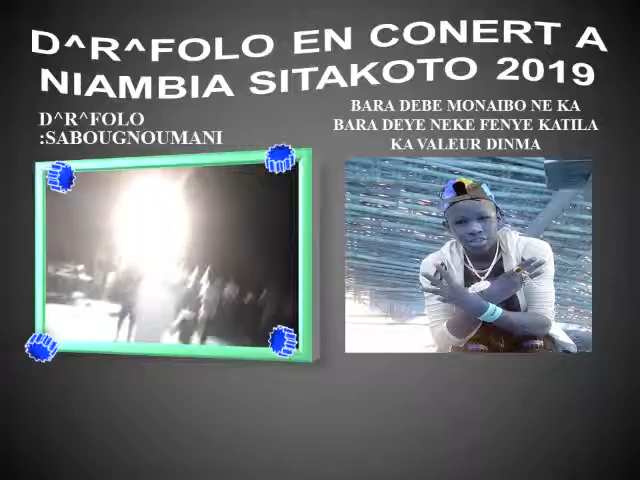 D^R^FOLO EN CONERT A
NIAMBIA SITAKOTO 2019
D^R^FOLO
:SABOUGNOUMANI
BARA DEBE MONAIBO NE KA
BARA DEYE NEKE FENYE KATILA
KA VALEUR DINMA